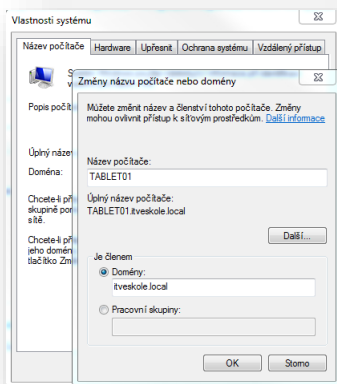 Vlastnosti systému
Název počítače Hardware Upřesnit Ochrana systému Vzdálený přístup
Změny názvu počítače nebo domény
Popis počít
Můžete změnit název a členství tohoto počítače. Změny
mohou ovlivnit přístup k síťovým prostředkům. Další informace
Úplný název
Doména:
Název počítače:
TABLET01
Úplný název počítače:
TABLET01.itveskole.local
Chcete-li př
skupině por
sítě.
Další...
Chcete-li př
jeho domén
tlačítko Zm
Je členem
Domény:
itveskole.local
Pracovní skupiny:
OK Storno